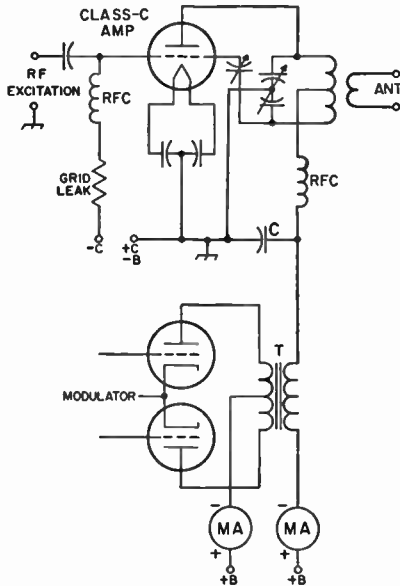 CLASS-C
AMP
RF
EXCITATION
RFC
GRID
LEAK
-C
+C
-B
C
RFC
ANT
T
MODULATOR
-
MA
+
+B
-
MA
+
+B